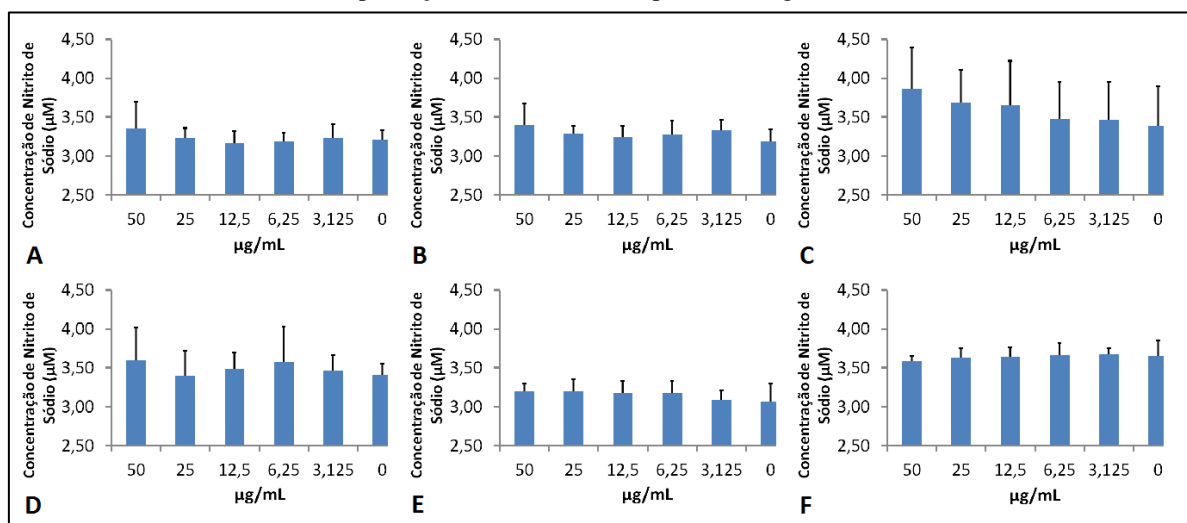 Concentração de Nitrito de
Sódio (µM)
4,50
4,00
3,50
3,00
2,50
50 25 12,5 6,25 3,125 0
µg/mL
A
Concentração de Nitrito de
Sódio (µM)
4,50
4,00
3,50
3,00
2,50
50 25 12,5 6,25 3,125 0
µg/mL
B
Concentração de Nitrito de
Sódio (µM)
4,50
4,00
3,50
3,00
2,50
50 25 12,5 6,25 3,125 0
µg/mL
C
Concentração de Nitrito de
Sódio (µM)
4,50
4,00
3,50
3,00
2,50
50 25 12,5 6,25 3,125 0
µg/mL
D
Concentração de Nitrito de
Sódio (µM)
4,50
4,00
3,50
3,00
2,50
50 25 12,5 6,25 3,125 0
µg/mL
E
Concentração de Nitrito de
Sódio (µM)
4,50
4,00
3,50
3,00
2,50
50 25 12,5 6,25 3,125 0
µg/mL
F